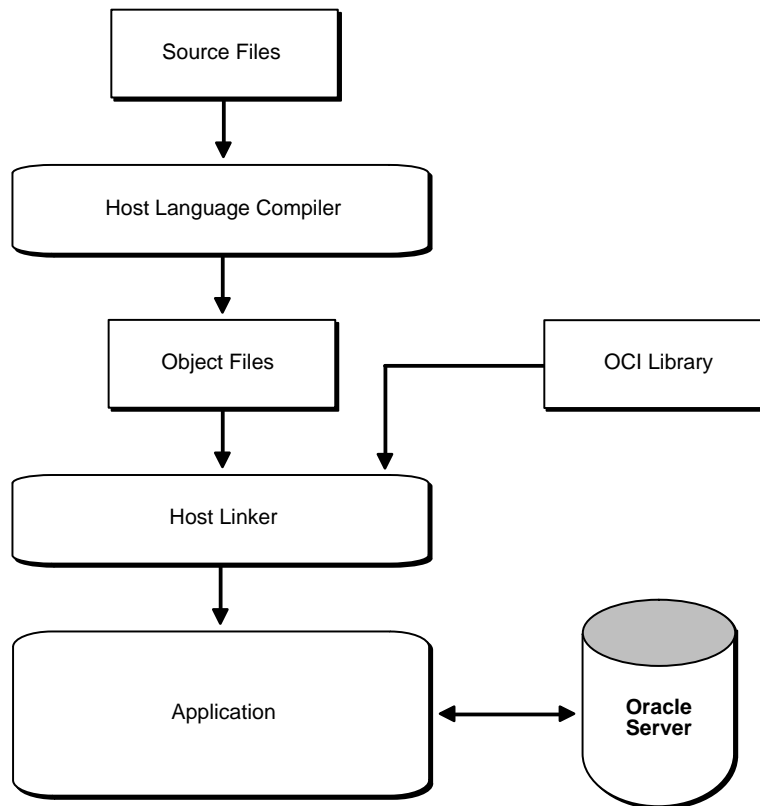 Source Files
Host Language Compiler
Object Files
OCI Library
Host Linker
Application
Oracle
Server